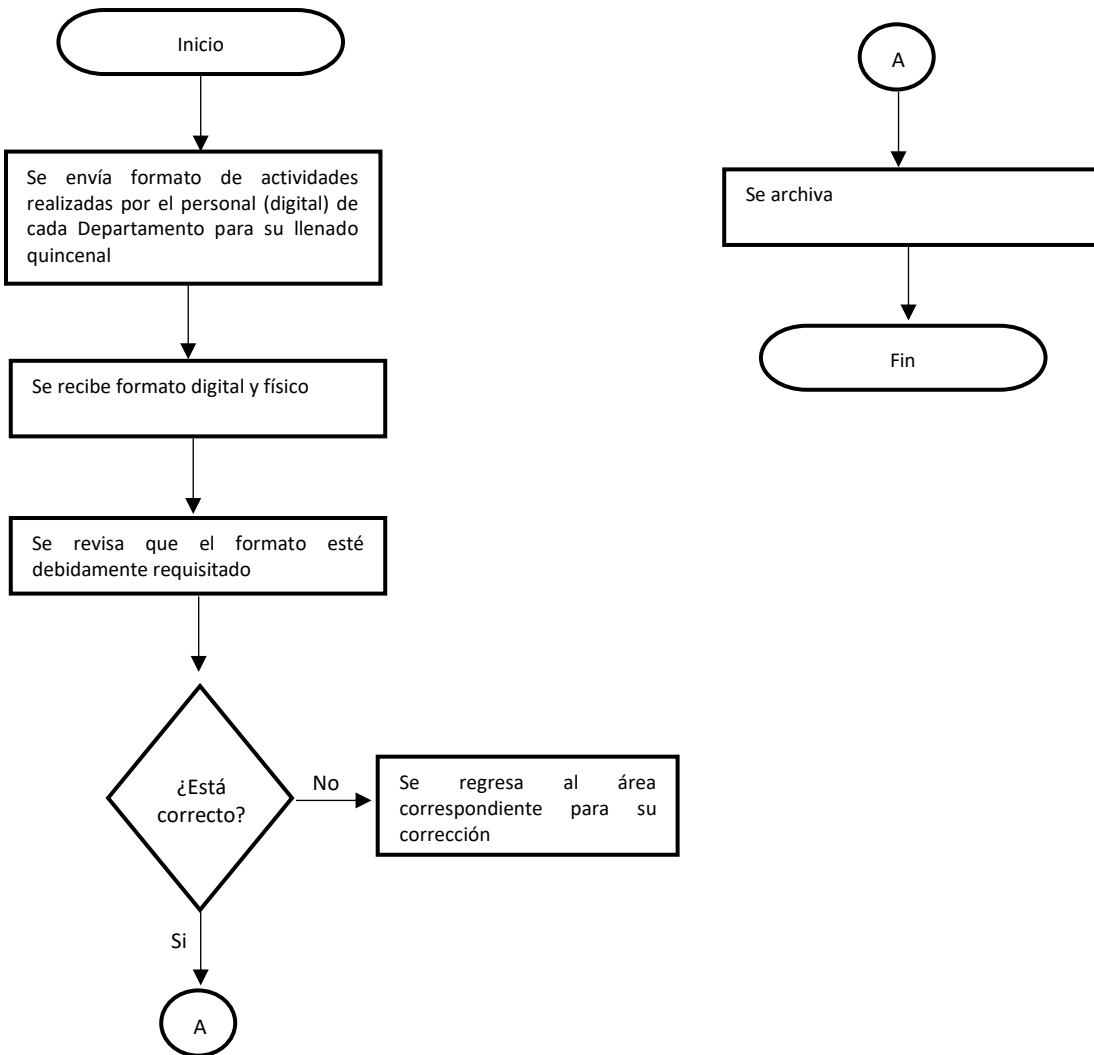 Inicio
Se envía formato de actividades
realizadas por el personal (digital) de
cada Departamento para su llenado
quincenal
Se recibe formato digital y físico
Se revisa que el formato esté
debidamente requisitado
¿Está
correcto?
No
Se regresa al área
correspondiente para su
corrección
Si
A
A
Se archiva
Fin